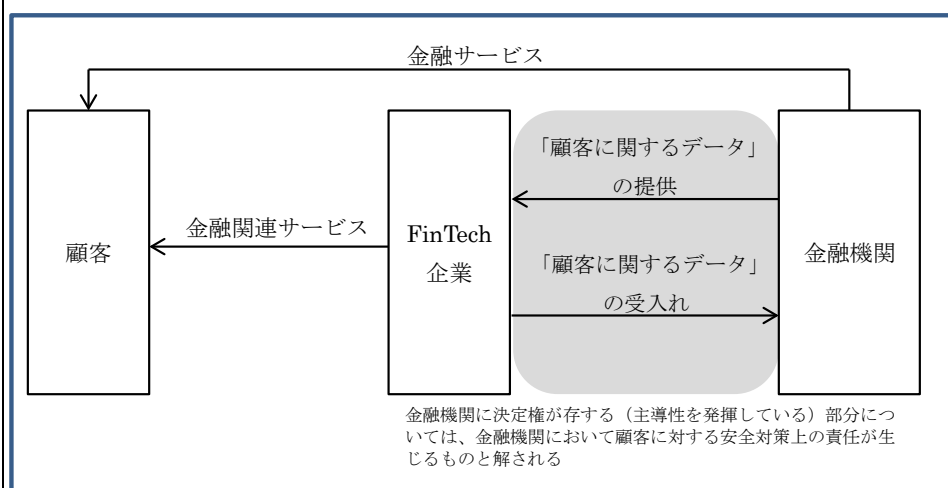 金融サービス
「顧客に関するデータ」
の提供
金融関連サービス
顧客
FinTech
企業
金融機関
「顧客に関するデータ」
の受入れ
金融機関に決定権が存する（主導性を発揮している）部分につ
いては、金融機関において顧客に対する安全対策上の責任が生
じるものと解される